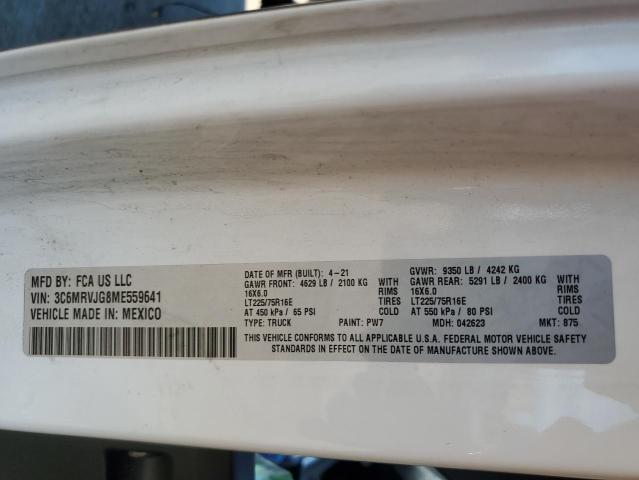 MFD BY: FCA US LLC
VIN: 3C6MRVJG8ME559641
VEHICLE MADE IN: MEXICO
DATE OF MFR (BUILT): 4-21 GVWR: 9350 LB / 4242 KG
GAWR FRONT: 4629 LB / 2100 KG WITH GAWR REAR: 5291 LB / 2400 KG WITH
16X6.0 RIMS 16X6.0 RIMS
LT225/75R16E TIRES LT225/75R16E TIRES
AT 450 kPa / 65 PSI COLD AT 550 kPa / 80 PSI COLD
TYPE: TRUCK PAINT: PW7 MDH: 042623 MKT: 875
THIS VEHICLE CONFORMS TO ALL APPLICABLE U.S.A. FEDERAL MOTOR VEHICLE SAFETY
STANDARDS IN EFFECT ON THE DATE OF MANUFACTURE SHOWN ABOVE.